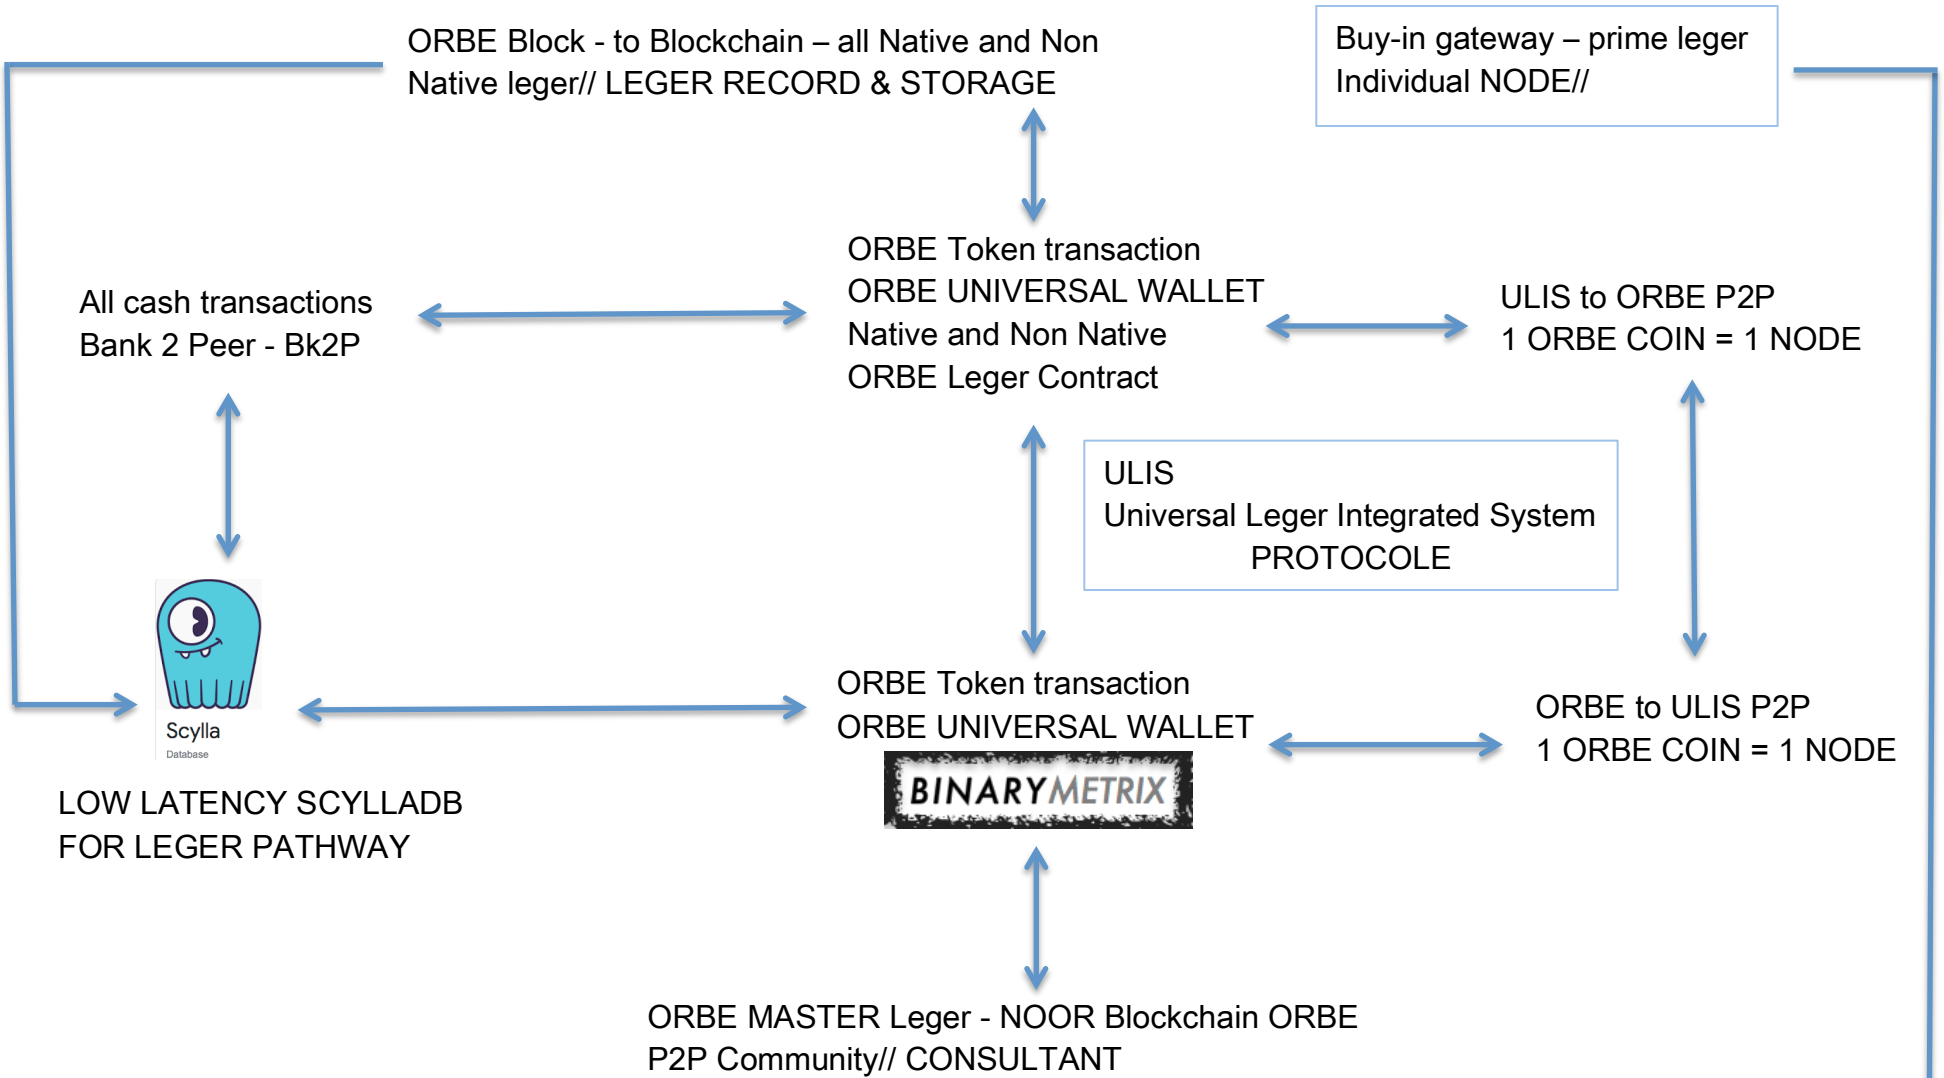 ORBE Block - to Blockchain – all Native and Non
Native leger// LEGER RECORD & STORAGE
Buy-in gateway – prime leger
Individual NODE//
ORBE Token transaction
ORBE UNIVERSAL WALLET
Native and Non Native
ORBE Leger Contract
All cash transactions
Bank 2 Peer - Bk2P
ULIS to ORBE P2P
1 ORBE COIN = 1 NODE
ULIS
Universal Leger Integrated System
PROTOCOLE
Scylla
Database
LOW LATENCY SCYLLADB
FOR LEGER PATHWAY
ORBE Token transaction
ORBE UNIVERSAL WALLET
BINARYMETRIX
ORBE to ULIS P2P
1 ORBE COIN = 1 NODE
ORBE MASTER Leger - NOOR Blockchain ORBE
P2P Community// CONSULTANT